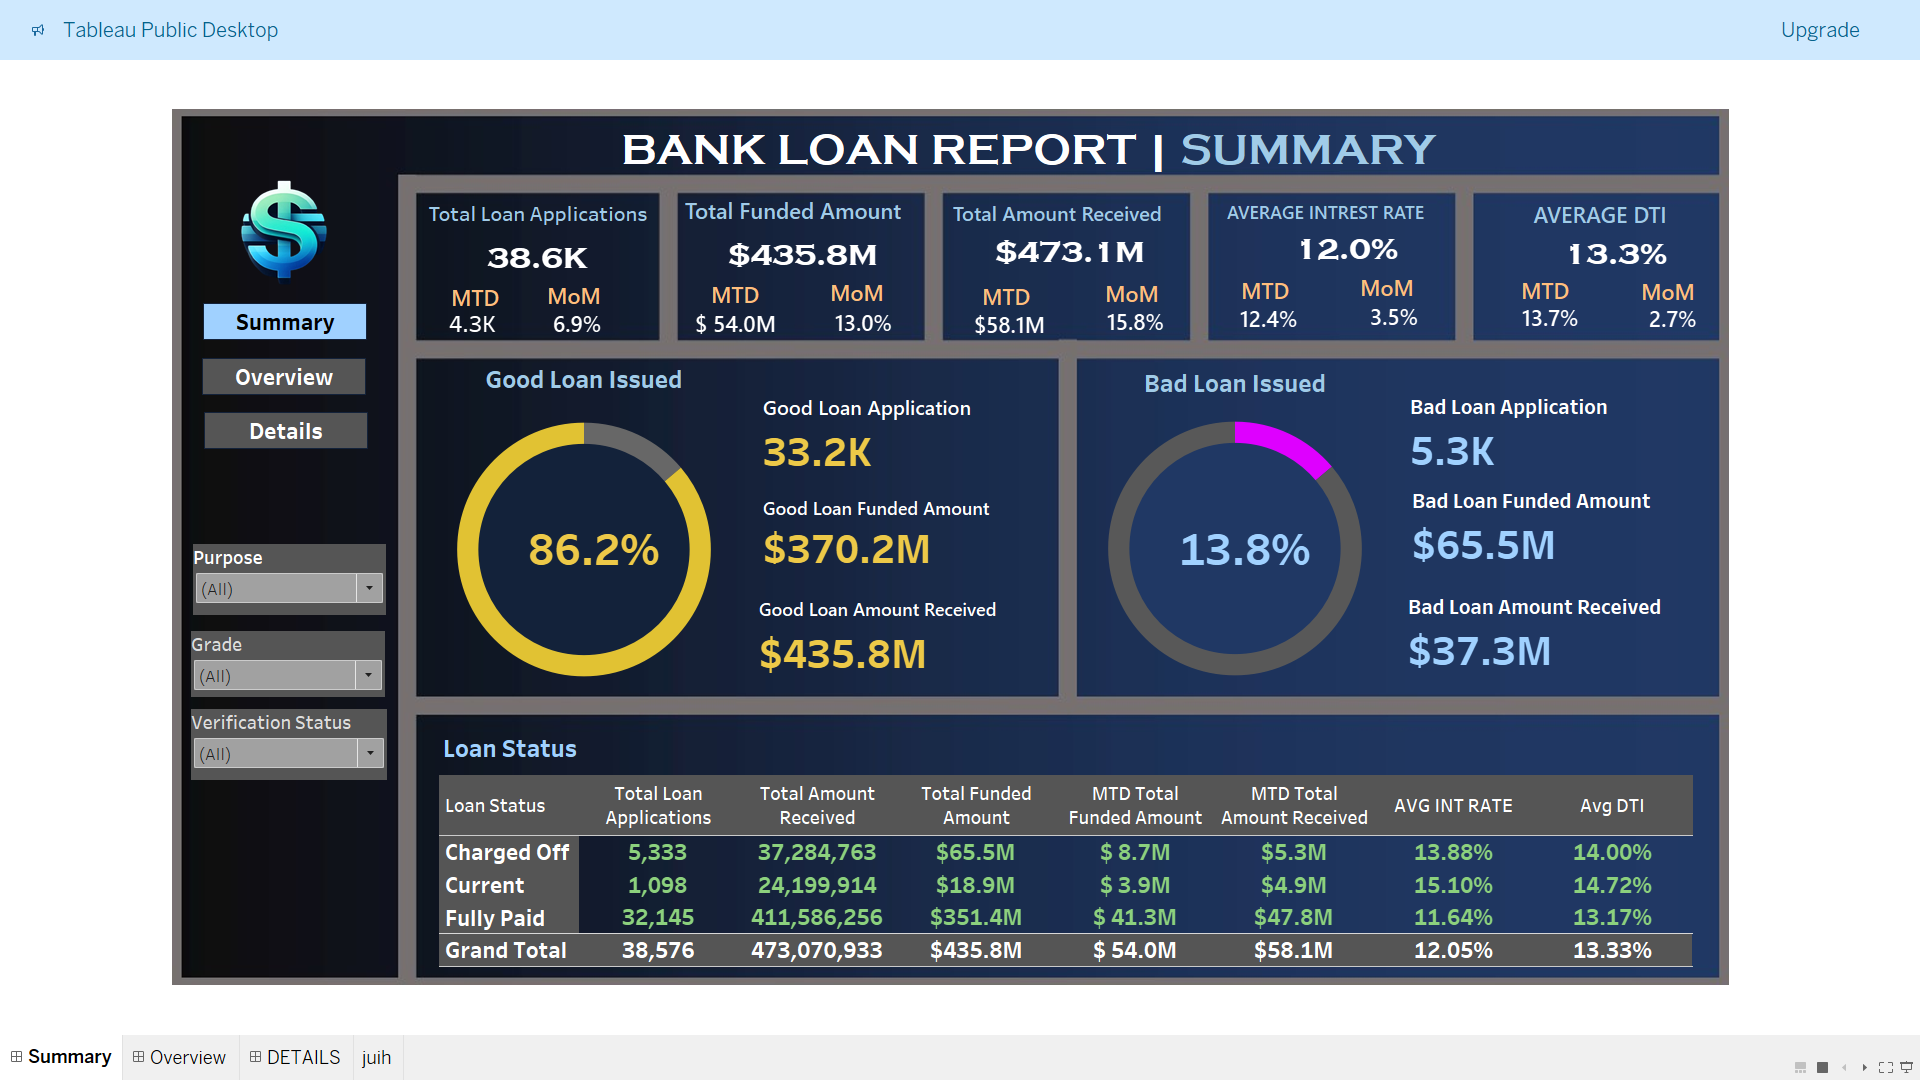 Tableau Public Desktop
Upgrade
BANK LOAN REPORT | SUMMARY
Total Loan Applications
38.6K
MTD MoM
4.3K 6.9%
Total Funded Amount
$435.8M
MTD MoM
$ 54.0M 13.0%
Total Amount Received
$473.1M
MTD MoM
$58.1M 15.8%
AVERAGE INTREST RATE
12.0%
MTD MoM
12.4% 3.5%
AVERAGE DTI
13.3%
MTD MoM
13.7% 2.7%
Summary
Overview
Details
Purpose
(All)
Grade
(All)
Verification Status
(All)
Good Loan Issued
86.2%
Good Loan Application
33.2K
Good Loan Funded Amount
$370.2M
Good Loan Amount Received
$435.8M
Bad Loan Issued
13.8%
Bad Loan Application
5.3K
Bad Loan Funded Amount
$65.5M
Bad Loan Amount Received
$37.3M
Loan Status
Loan Status Total Loan Applications Total Amount Received Total Funded Amount MTD Total Funded Amount MTD Total Amount Received AVG INT RATE Avg DTI
Charged Off 5,333 37,284,763 $65.5M $ 8.7M $5.3M 13.88% 14.00%
Current 1,098 24,199,914 $18.9M $ 3.9M $4.9M 15.10% 14.72%
Fully Paid 32,145 411,586,256 $351.4M $ 41.3M $47.8M 11.64% 13.17%
Grand Total 38,576 473,070,933 $435.8M $ 54.0M $58.1M 12.05% 13.33%
Summary Overview DETAILS juih